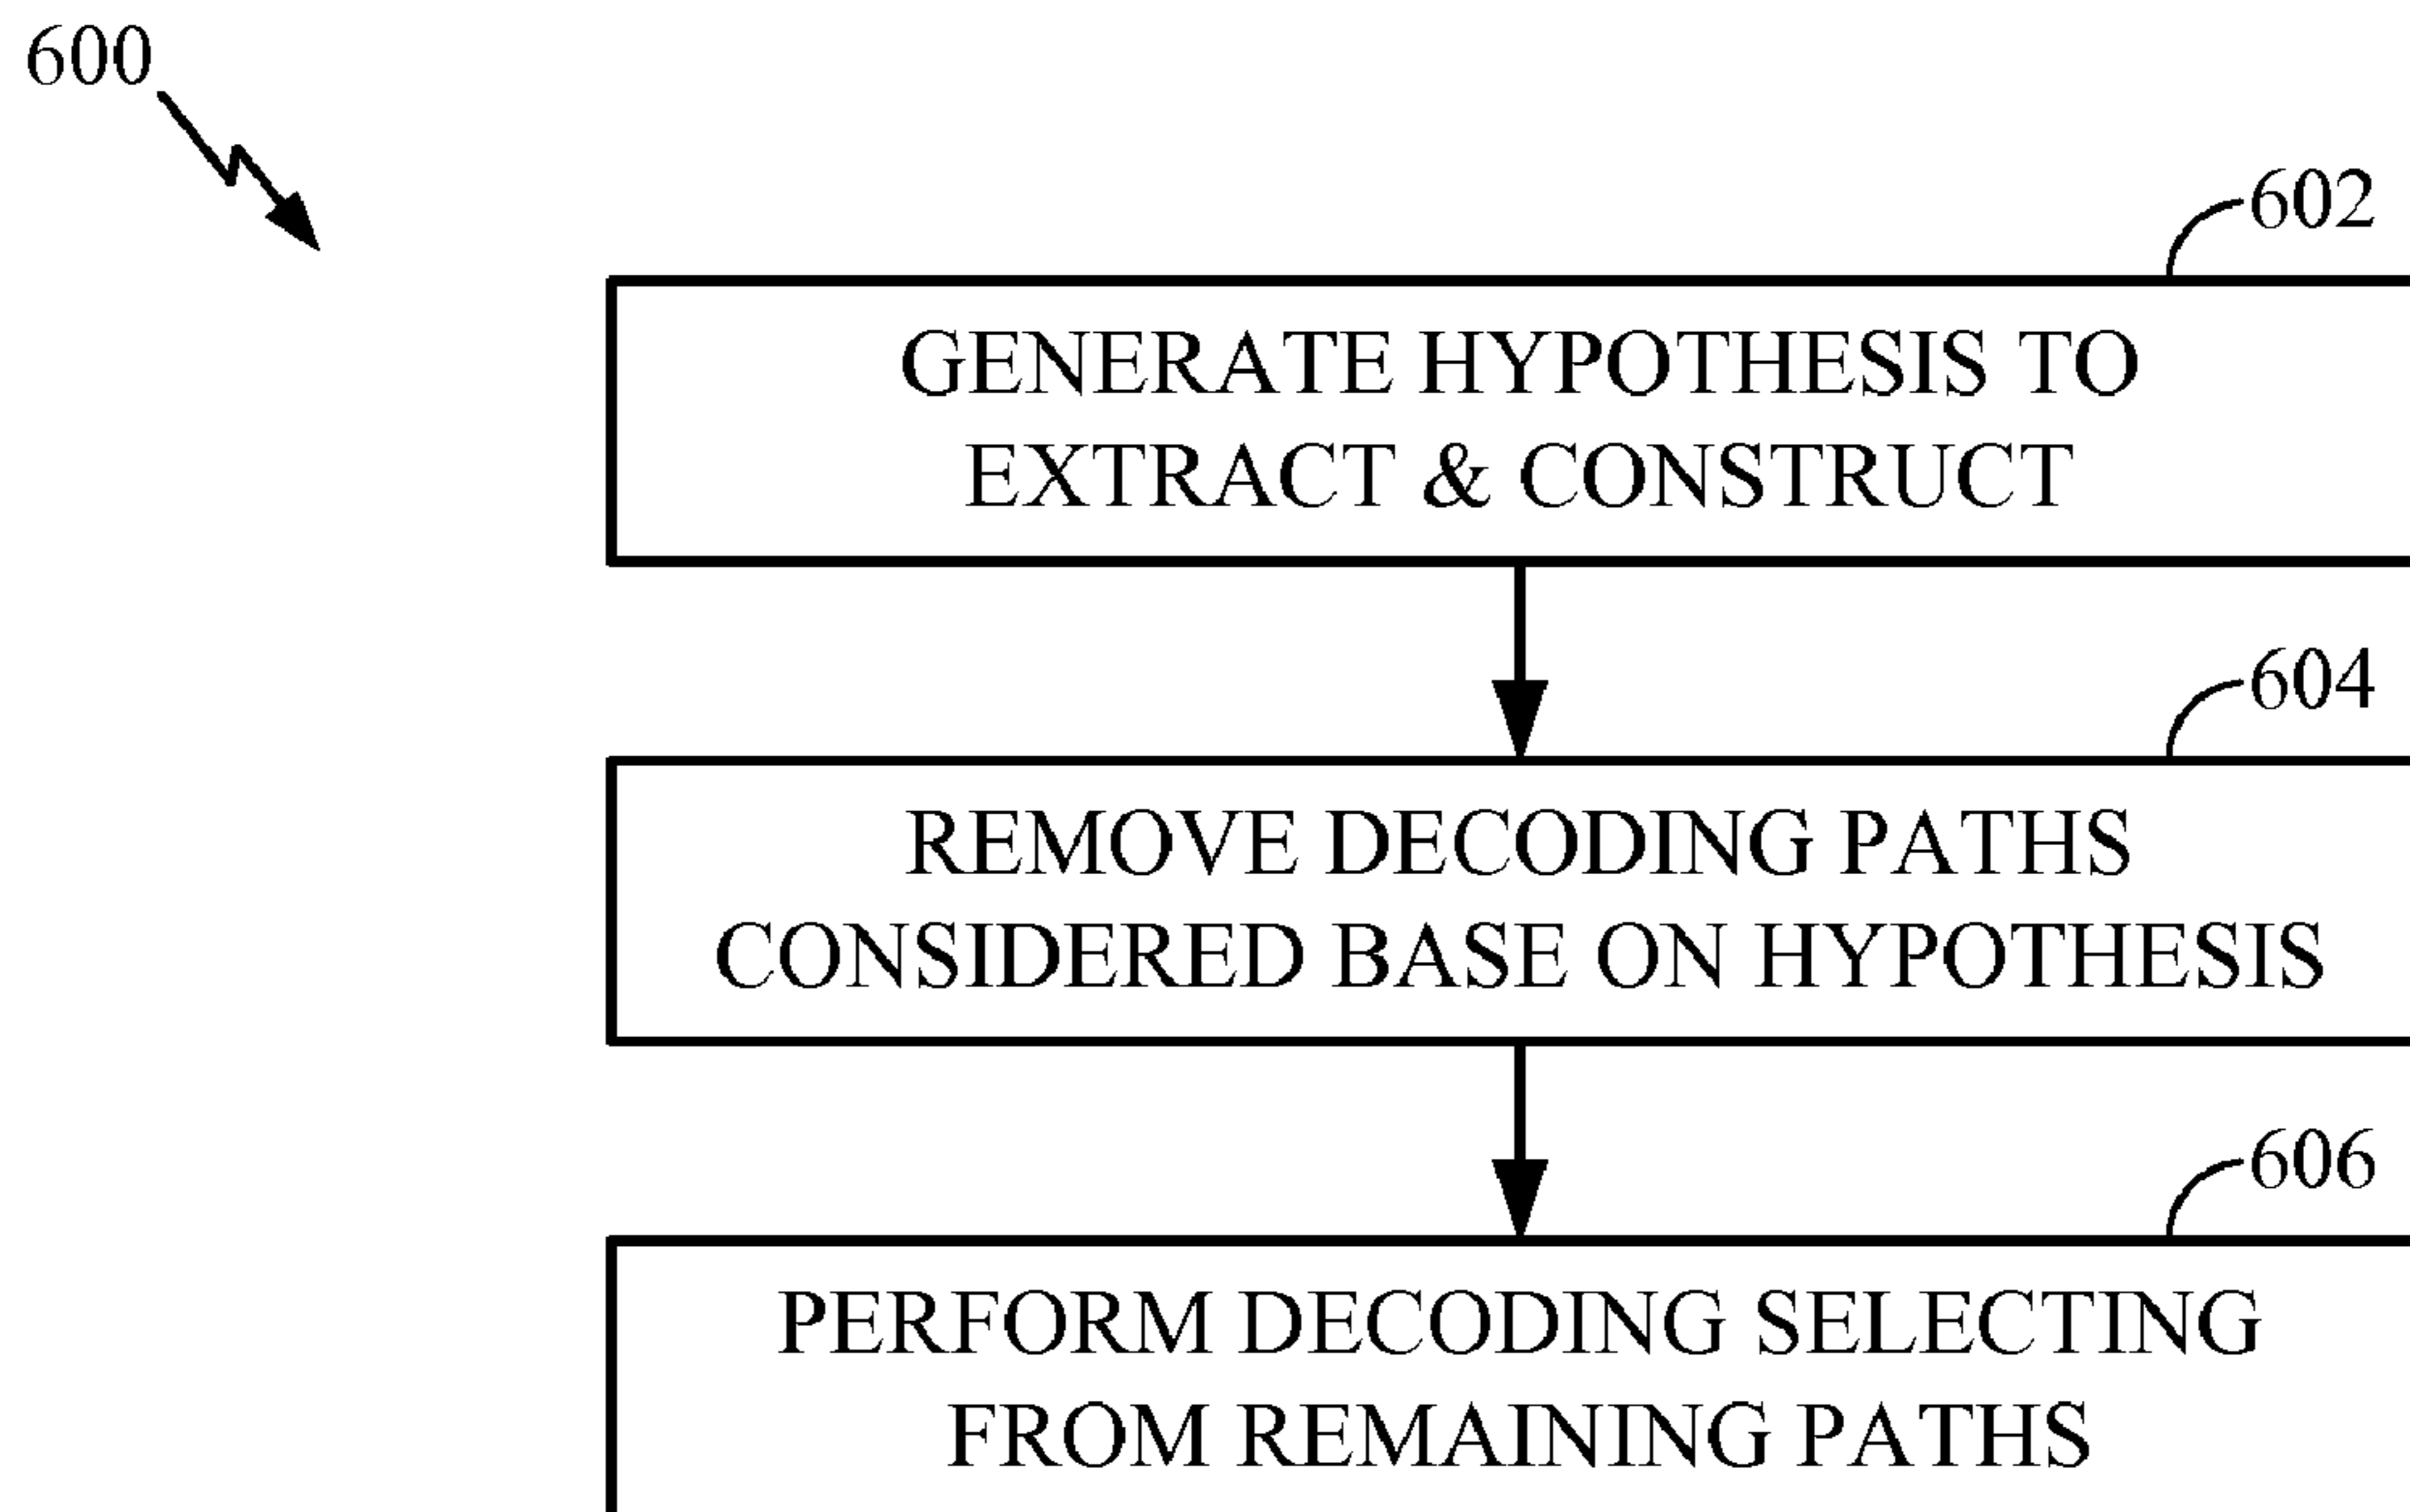 600
602
GENERATE HYPOTHESIS TO
EXTRACT & CONSTRUCT
604
REMOVE DECODING PATHS
CONSIDERED BASE ON HYPOTHESIS
606
PERFORM DECODING SELECTING
FROM REMAINING PATHS